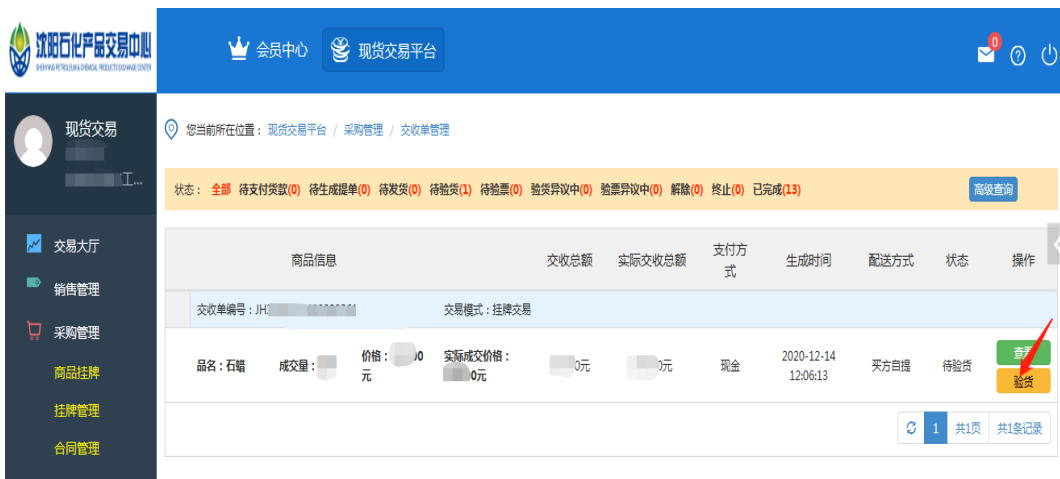 沈阳石化产品交易中心
SHENYANG PETROLEUM & CHEMICAL PRODUCTS EXCHANGE CENTER
会员中心
现货交易平台
0
现货交易
工...
您当前所在位置： 现货交易平台 / 采购管理 / 交收单管理
状态： 全部 待支付货款(0) 待生成提单(0) 待发货(0) 待验货(1) 待验票(0) 验货异议中(0) 验票异议中(0) 解除(0) 终止(0) 已完成(13)
高级查询
交易大厅
销售管理
采购管理
商品挂牌
挂牌管理
合同管理
商品信息 交收总额 实际交收总额 支付方式 生成时间 配送方式 状态 操作
交收单编号：JH 交易模式：挂牌交易
品名：石蜡 成交量： 价格： 00元 实际成交价格： 0元 0元 元 现金 2020-12-14 12:06:13 买方自提 待验货
查看
验货
1 共1页 共1条记录